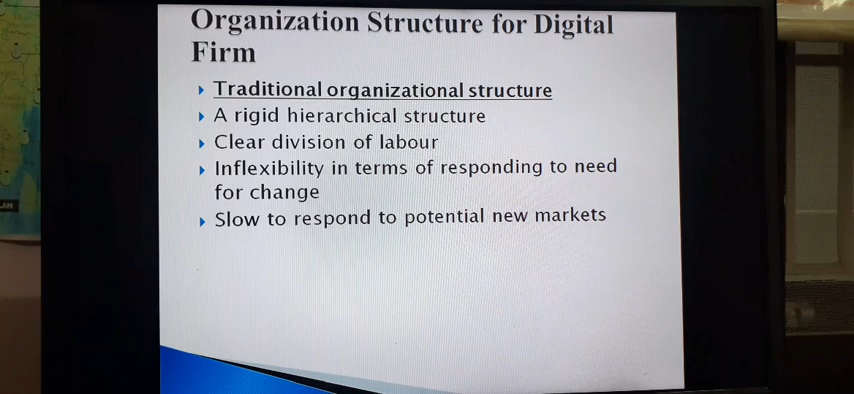 Organization Structure for Digital
Firm
Traditional organizational structure
A rigid hierarchical structure
Clear division of labour
Inflexibility in terms of responding to need
for change
Slow to respond to potential new markets
LAM